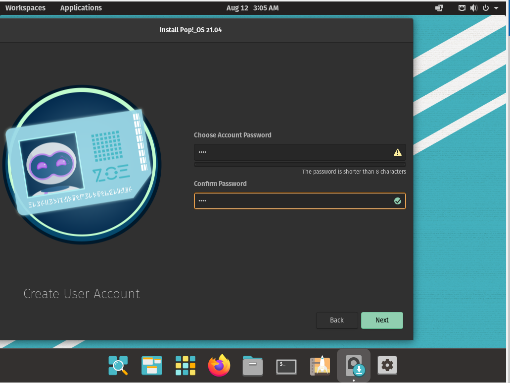 Workspaces Applications Aug 12 3:05 AM
Install Pop!_OS 21.04
Choose Account Password
••••
The password is shorter than 8 characters
Confirm Password
••••
ZOE
Create User Account
Back Next